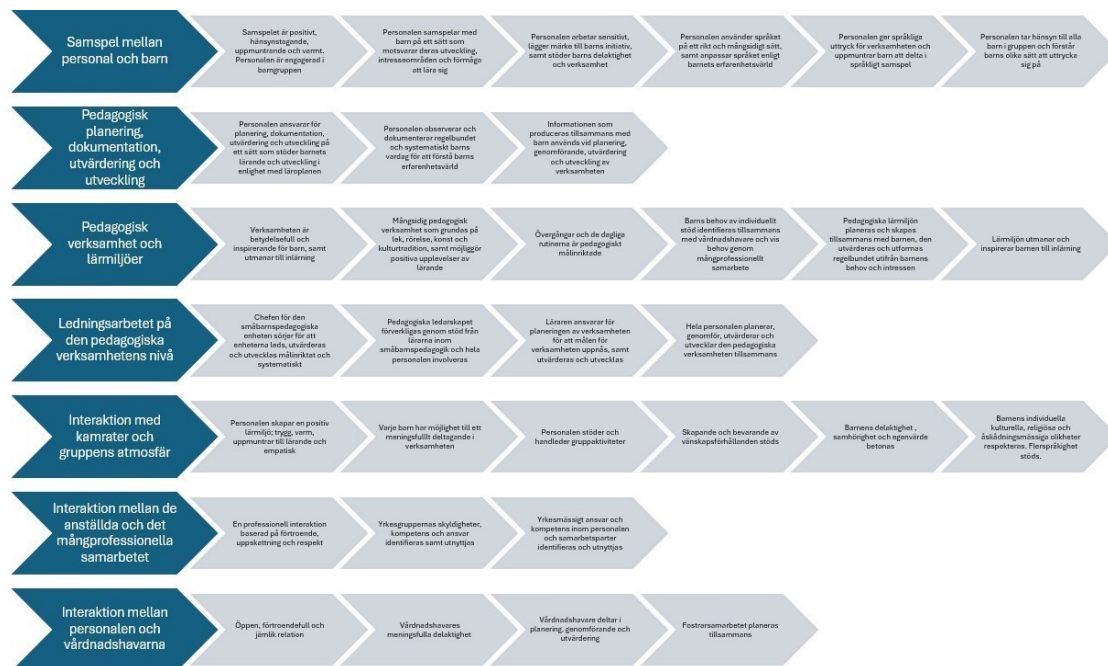 Samspel mellan
personal och barn
Samspelet är positivt,
hänsynstagande,
uppmuntrande och varmt.
Personalen är engagerad i
barngruppen
Personalen samspelar med
barn på ett sätt som
motsvarar deras utveckling,
intresseområden och förmåga
att lära sig
Personalen arbetar sensitivt,
lägger märke till barns initiativ,
samt stöder barns delaktighet
och verksamhet
Personalen använder språket
på ett rikt och mångsidigt sätt,
samt anpassar språket enligt
barnets erfarenhetsvärld
Personalen ger språkliga
uttryck för verksamheten och
uppmuntrar barn att delta i
språkligt samspel
Personalen tar hänsyn till alla
barn i gruppen och förstår
barns olika sätt att uttrycka
sig på
Pedagogisk
planering,
dokumentation,
utvärdering och
utveckling
Personalen ansvarar för
planering, dokumentation,
utvärdering och utveckling på
ett sätt som stöder barnets
lärande och utveckling i
enlighet med läroplanen
Personalen observerar och
dokumenterar regelbundet
och systematiskt barns
vardag för att förstå barns
erfarenhetsvärld
Informationen som
produceras tillsammans med
barn används vid planering,
genomförande, utvärdering
och utveckling av
verksamheten
Pedagogisk
verksamhet och
lärmiljöer
Verksamheten är
betydelsefull och
inspirerande för barn, samt
utmanar till inlärning
Mångsidig pedagogisk
verksamhet som grundas på
lek, rörelse, konst och
kulturtradition, samt möjliggör
positiva upplevelser av
lärande
Övergångar och de dagliga
rutinerna är pedagogiskt
målinriktade
Barns behov av individuellt
stöd identifieras tillsammans
med vårdnadshavare och vis
behov genom
mångprofessionellt
samarbete
Pedagogiska lärmiljön
planeras och skapas
tillsammans med barnen, den
utvärderas och utformas
regelbundet utifrån barnens
behov och intressen
Lärmiljön utmanar och
inspirerar barnen till inlärning
Ledningsarbetet på
den pedagogiska
verksamhetens nivå
Chefen för den
småbarnspedagogiska
enheten sörjer för att
enheterna leds, utvärderas
och utvecklas målinriktat och
systematiskt
Pedagogiska ledarskapet
förverkligas genom stöd från
lärarna inom
småbarnspedagogik och hela
personalen involveras
Läraren ansvarar för
planeringen av verksamheten
för att målen för
verksamheten uppnås, samt
utvärderas och utvecklas
Hela personalen planerar,
genomför, utvärderar och
utvecklar den pedagogiska
verksamheten tillsammans
Interaktion med
kamrater och
gruppens atmosfär
Personalen skapar en positiv
lärmiljö; trygg, varm,
uppmuntrar till lärande och
empatisk
Varje barn har möjlighet till ett
meningsfulllt deltagande i
verksamheten
Personalen stöder och
handleder gruppaktiviteter
Skapande och bevarande av
vänskapsförhållanden stöds
Barnens delaktighet ,
samhörighet och egenvärde
betonas
Barnens individuella
kulturella, religiösa och
åskådningsmässiga olikheter
respekteras. Flerspråkighet
stöds.
Interaktion mellan de
anställda och det
mångprofessionella
samarbetet
En professionell interaktion
baserad på förtroende,
uppskattning och respekt
Yrkesgruppernas skyldigheter,
kompetens och ansvar
identifieras samt utnyttjas
Yrkesmässigt ansvar och
kompetens inom personalen
och samarbetsparter
identifieras och utnyttjas
Interaktion mellan
personalen och
vårdnadshavarna
Öppen, förtroendefull och
jämlik relation
Vårdnadshavares
meningsfulla delaktighet
Vårdnadshavare deltar i
planering, genomförande och
utvärdering
Fostrarsamarbetet planeras
tillsammans